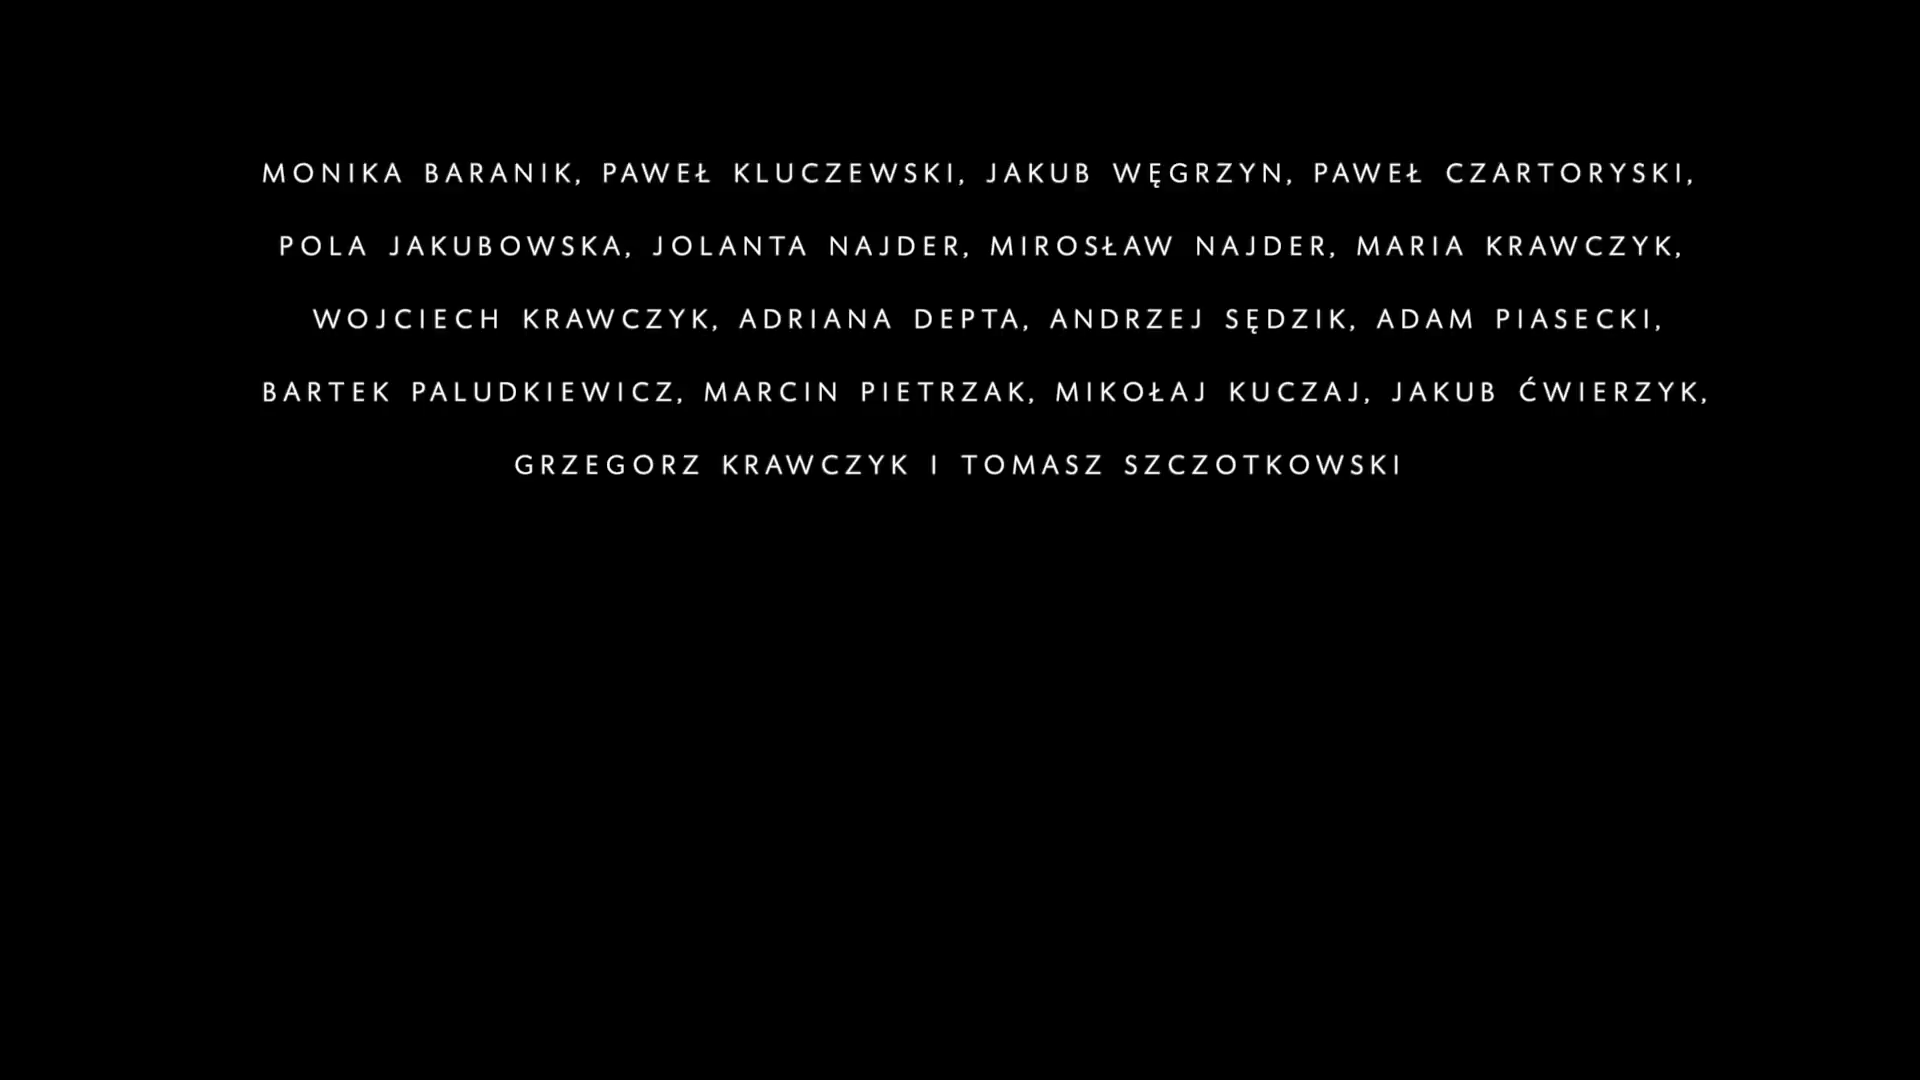 MONIKA BARANIK, PAWEŁ KLUCZEWSKI, JAKUB WĘGRZYN, PAWEŁ CZARTORYSKI,
POLA JAKUBOWSKA, JOLANTA NAJDER, MIROSŁAW NAJDER, MARIA KRAWCZYK,
WOJCIECH KRAWCZYK, ADRIANA DEPTA, ANDRZEJ SĘDZIK, ADAM PIASECKI,
BARTEK PALUDKIEWICZ, MARCIN PIETRZAK, MIKOŁAJ KUCZAJ, JAKUB ĆWIERZYK,
GRZEGORZ KRAWCZYK I TOMASZ SZCZOTKOWSKI